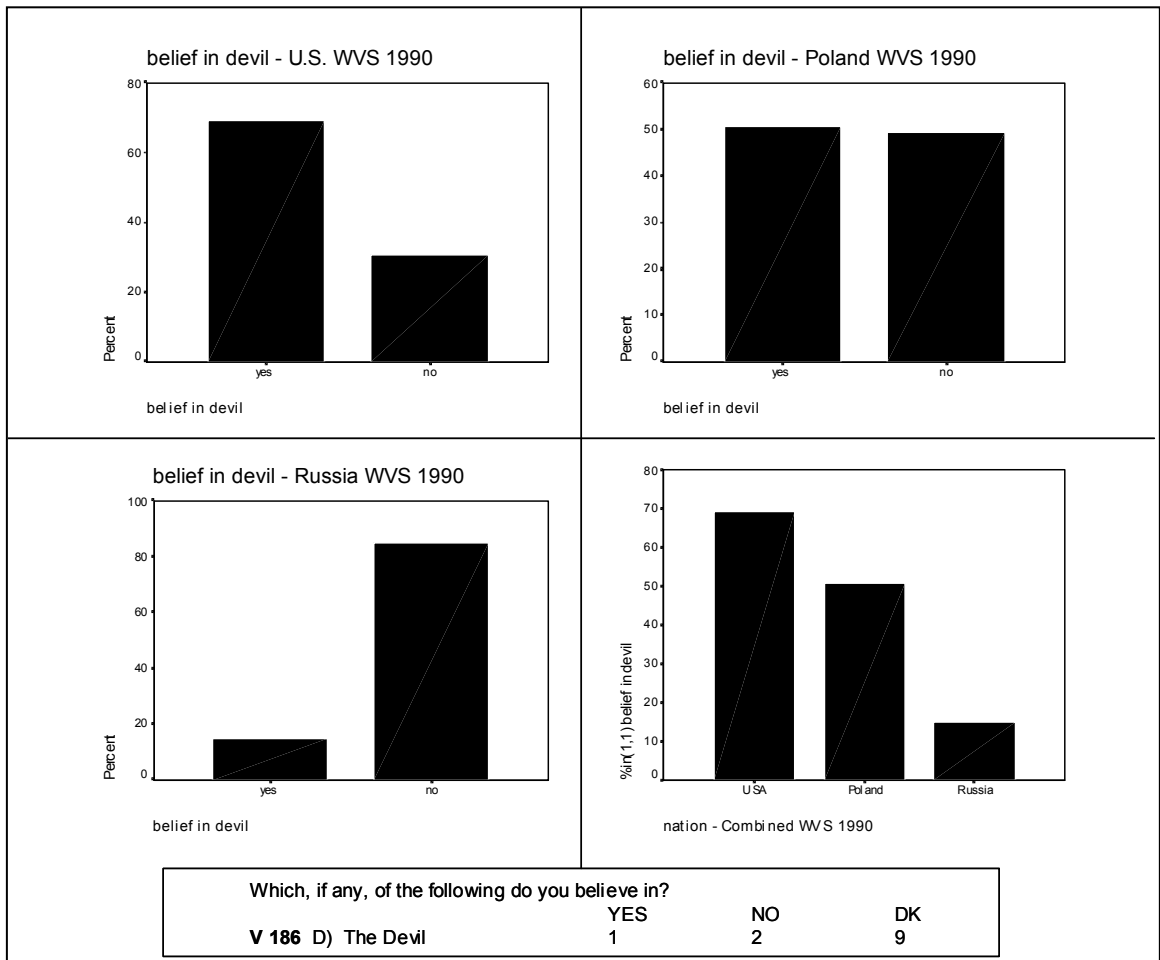 belief in devil - U.S. WVS 1990
80
60
40
20
0
Percent
yes no
belief in devil
belief in devil - Poland WVS 1990
60
50
40
30
20
10
0
Percent
yes no
belief in devil
belief in devil - Russia WVS 1990
100
80
60
40
20
0
Percent
yes no
belief in devil
80
70
60
50
40
30
20
10
0
%in(1,1) belief in devil
USA Poland Russia
nation - Combined WVS 1990
Which, if any, of the following do you believe in?
YES NO DK
V 186 D) The Devil 1 2 9